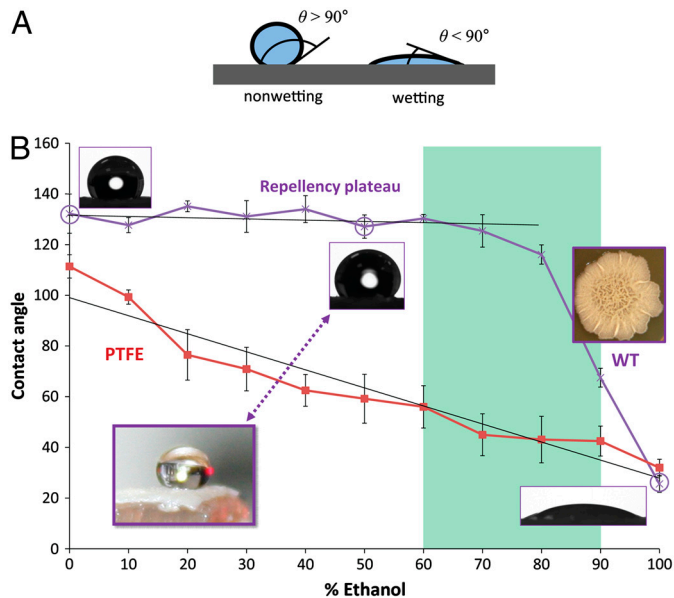 A
θ > 90°
θ < 90°
nonwetting
wetting
B
160
140
120
100
80
60
40
20
0
Contact angle
Repellency plateau
PTFE
WT
0 10 20 30 40 50 60 70 80 90 100
% Ethanol